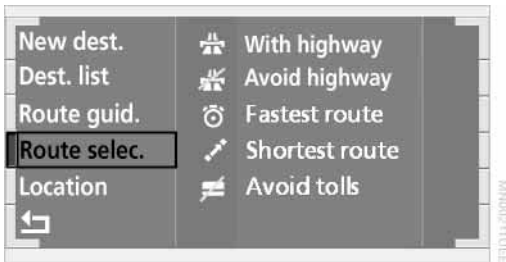 New dest.
Dest. list
Route guid.
Route selec.
Location
With highway
Avoid highway
Fastest route
Shortest route
Avoid tolls